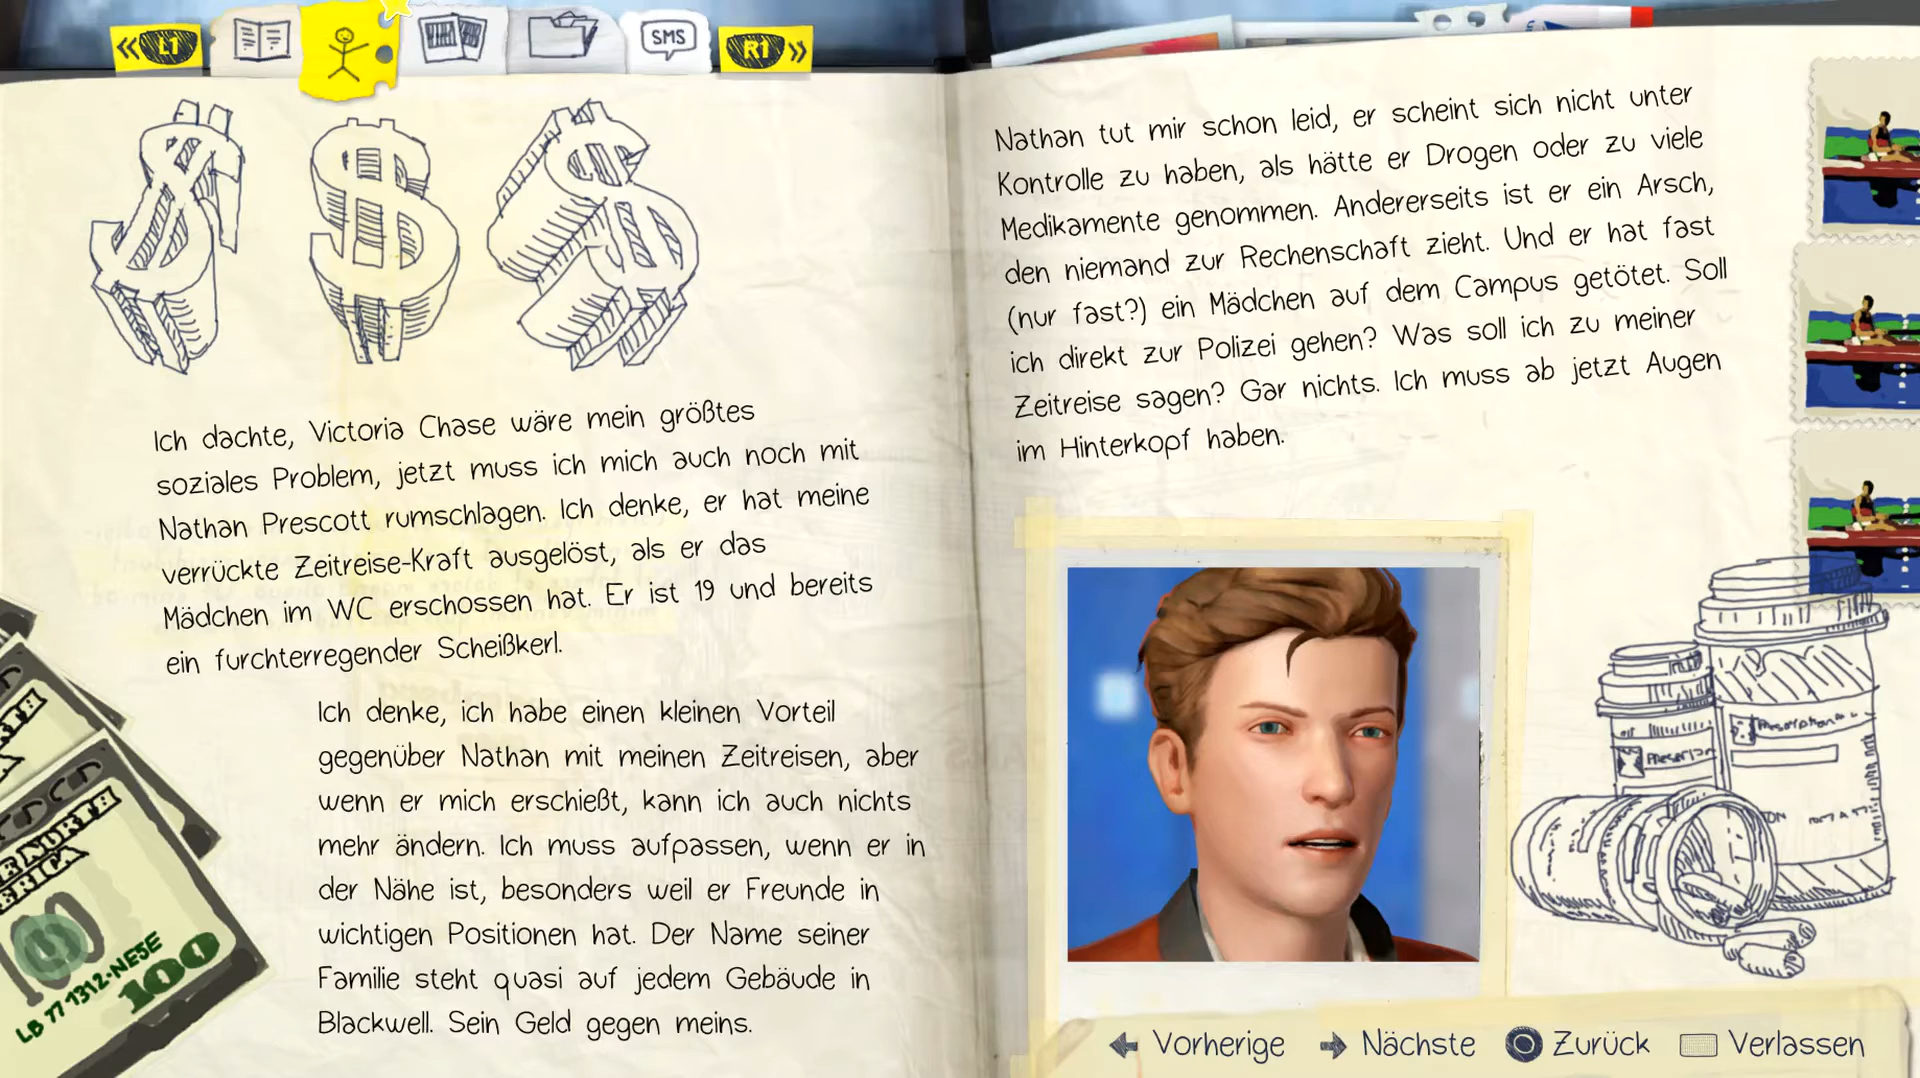 L1
SMS
R1
Ich dachte, Victoria Chase wäre mein größtes
soziales Problem, jetzt muss ich mich auch noch mit
Nathan Prescott rumschlagen. Ich denke, er hat meine
verrückte Zeitreise-Kraft ausgelöst, als er das
Mädchen im WC erschossen hat. Er ist 19 und bereits
ein furchterregender Scheißkerl.
Ich denke, ich habe einen kleinen Vorteil
gegenüber Nathan mit meinen Zeitreisen, aber
wenn er mich erschießt, kann ich auch nichts
mehr ändern. Ich muss aufpassen, wenn er in
der Nähe ist, besonders weil er Freunde in
wichtigen Positionen hat. Der Name seiner
Familie steht quasi auf jedem Gebäude in
Blackwell. Sein Geld gegen meins.
100
LB 77 1312-NESE
100
Nathan tut mir schon leid, er scheint sich nicht unter
Kontrolle zu haben, als hätte er Drogen oder zu viele
Medikamente genommen. Andererseits ist er ein Arsch,
den niemand zur Rechenschaft zieht. Und er hat fast
(nur fast?) ein Mädchen auf dem Campus getötet. Soll
ich direkt zur Polizei gehen? Was soll ich zu meiner
Zeitreise sagen? Gar nichts. Ich muss ab jetzt Augen
im Hinterkopf haben.
Vorherige
Nächste
Zurück
Verlassen